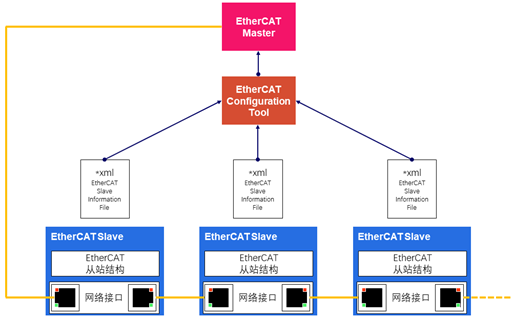 EtherCAT
Master
EtherCAT
Configuration
Tool
*xml
EtherCAT
Slave
Information
File
*xml
EtherCAT
Slave
Information
File
*xml
EtherCAT
Slave
Information
File
EtherCATSlave
EtherCAT
从站结构
网络接口
EtherCATSlave
EtherCAT
从站结构
网络接口
EtherCATSlave
EtherCAT
从站结构
网络接口